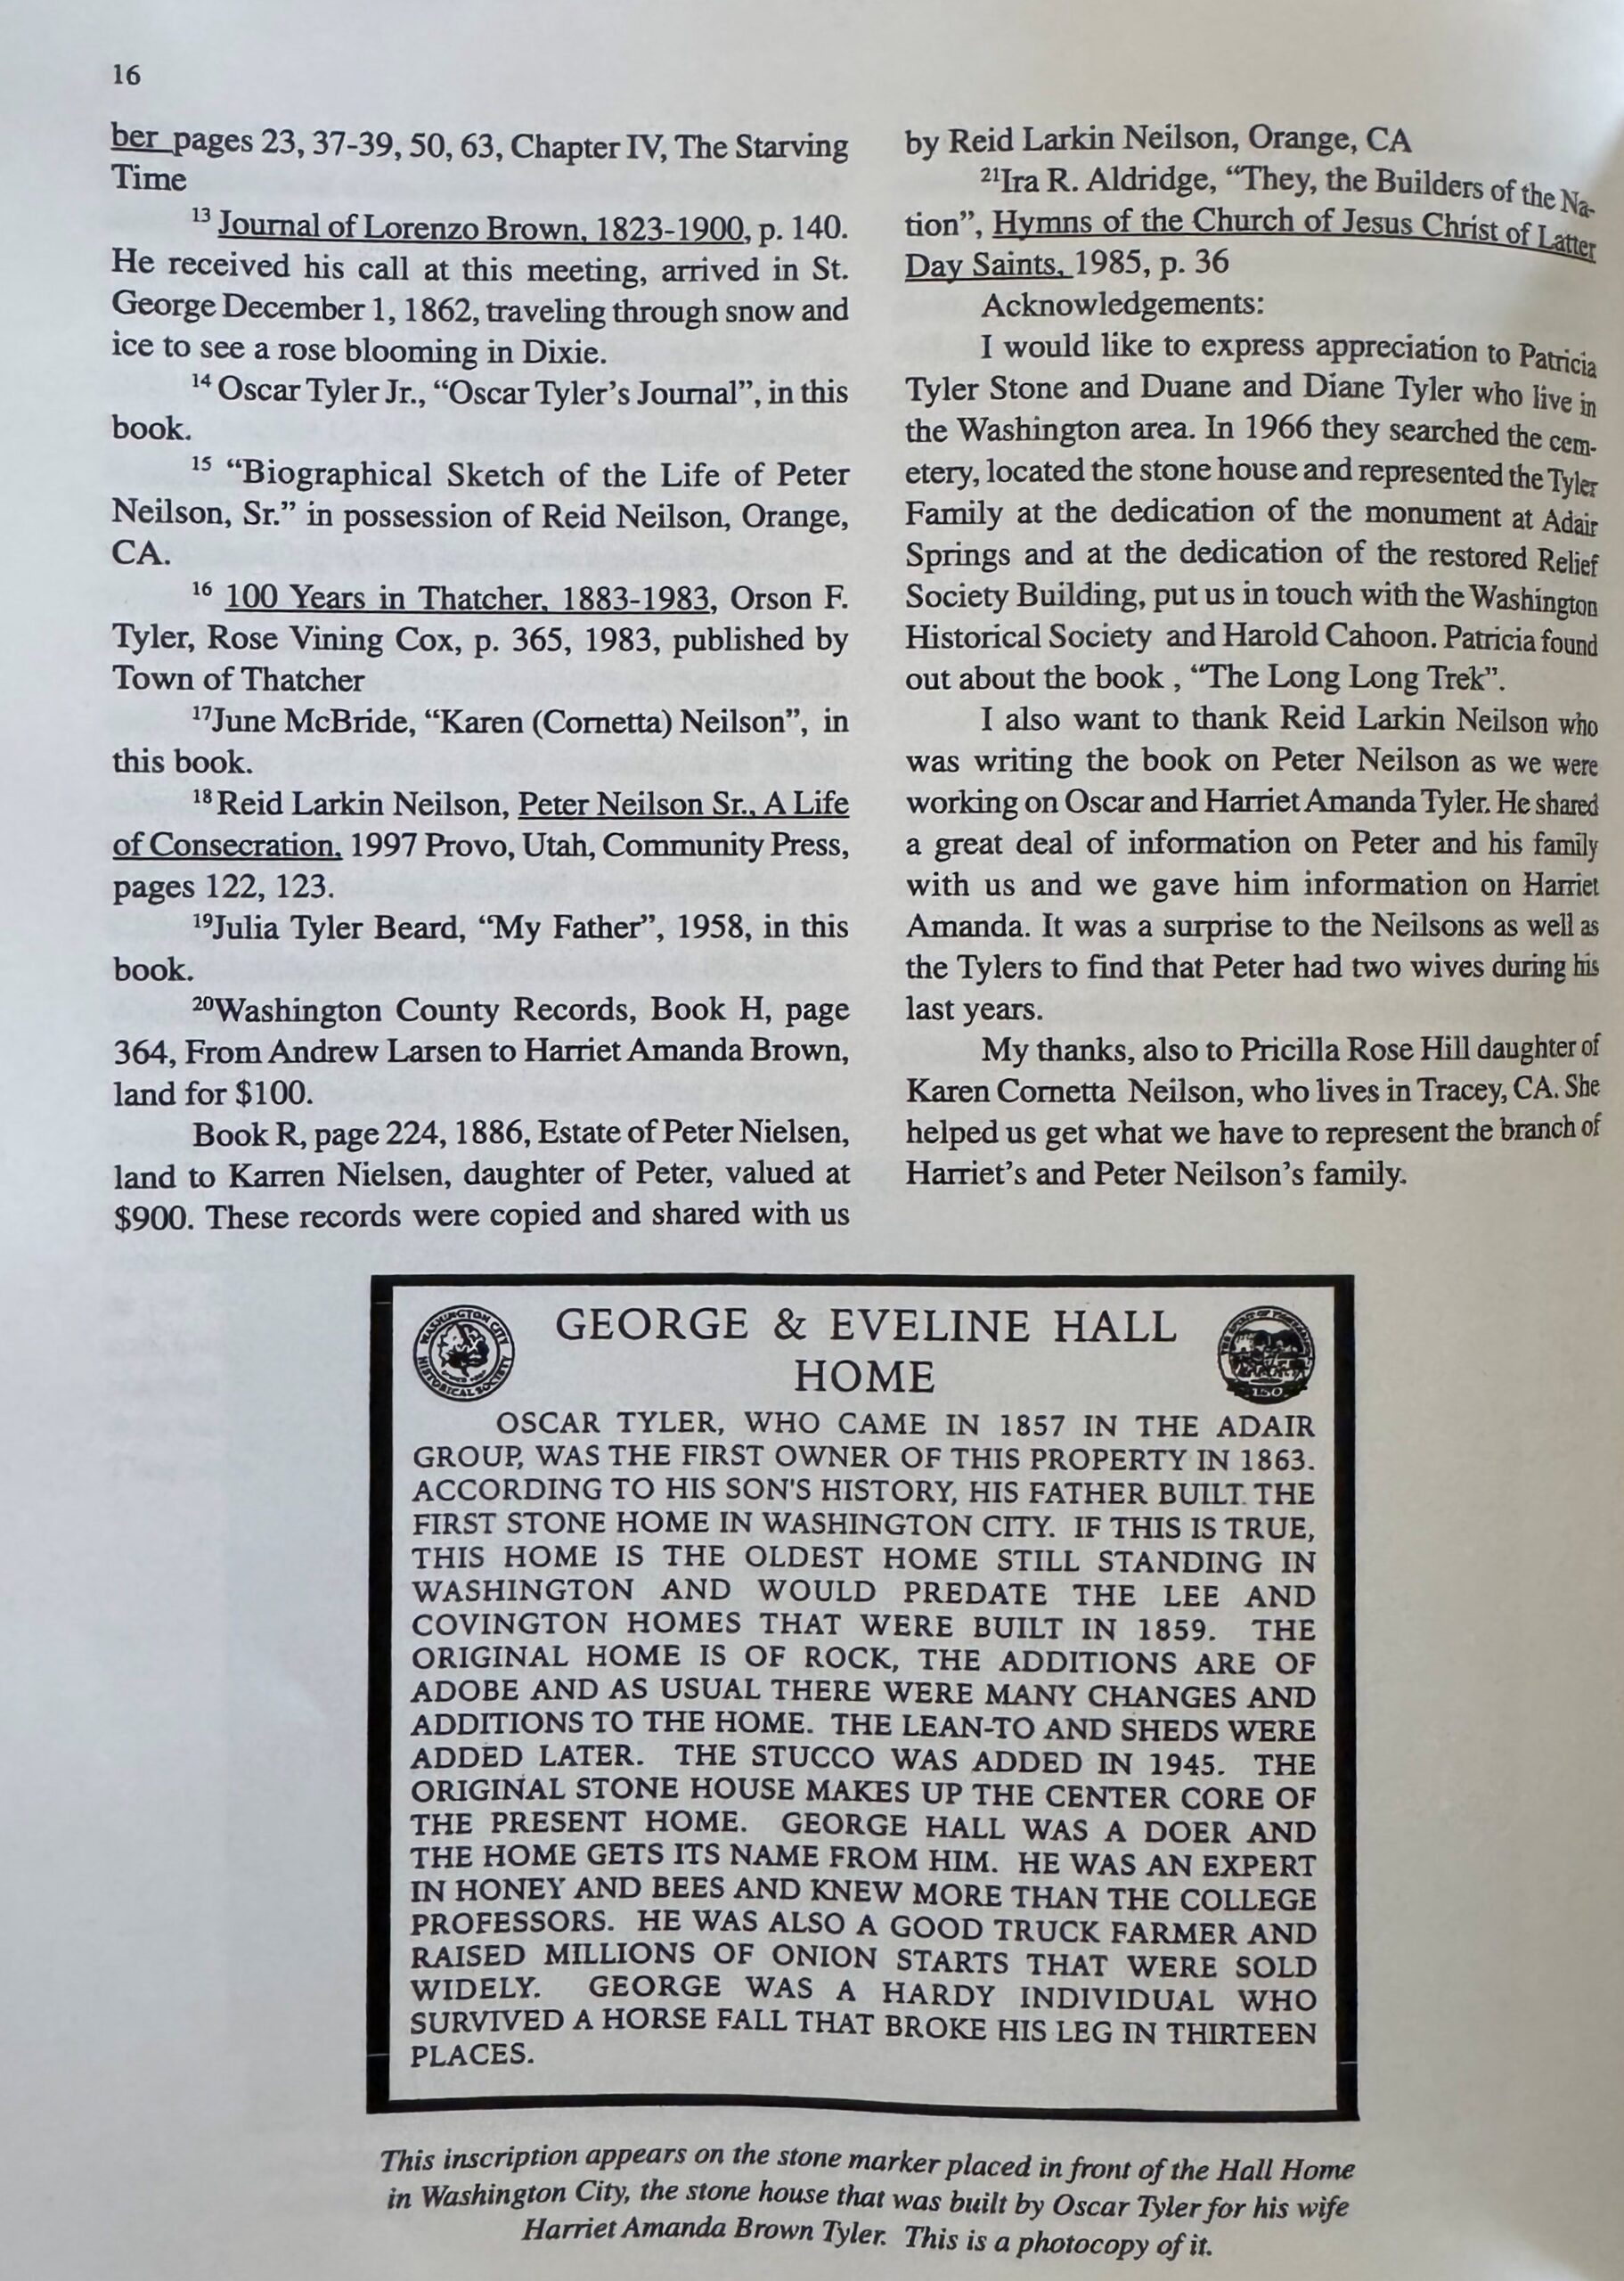 16
ber pages 23, 37-39, 50, 63, Chapter IV, The Starving
Time
13 Journal of Lorenzo Brown, 1823-1900, p. 140.
He received his call at this meeting, arrived in St.
George December 1, 1862, traveling through snow and
ice to see a rose blooming in Dixie.
14 Oscar Tyler Jr., “Oscar Tyler’s Journal”, in this
book.
15 “Biographical Sketch of the Life of Peter
Neilson, Sr.” in possession of Reid Neilson, Orange,
CA.
16 100 Years in Thatcher, 1883-1983, Orson F.
Tyler, Rose Vining Cox, p. 365, 1983, published by
Town of Thatcher
17June McBride, “Karen (Cornetta) Neilson”, in
this book.
18 Reid Larkin Neilson, Peter Neilson Sr., A Life
of Consecration, 1997 Provo, Utah, Community Press,
pages 122, 123.
19Julia Tyler Beard, “My Father”, 1958, in this
book.
20Washington County Records, Book H, page
364, From Andrew Larsen to Harriet Amanda Brown,
land for $100.
Book R, page 224, 1886, Estate of Peter Nielsen,
land to Karren Nielsen, daughter of Peter, valued at
$900. These records were copied and shared with us
by Reid Larkin Neilson, Orange, CA
21Ira R. Aldridge, “They, the Builders of the Na-
tion”, Hymns of the Church of Jesus Christ of Latter
Day Saints, 1985, p. 36
Acknowledgements:
I would like to express appreciation to Patricia
Tyler Stone and Duane and Diane Tyler who live in
the Washington area. In 1966 they searched the cem-
etery, located the stone house and represented the Tyler
Family at the dedication of the monument at Adair
Springs and at the dedication of the restored Relief
Society Building, put us in touch with the Washington
Historical Society and Harold Cahoon. Patricia found
out about the book , “The Long Long Trek”.
I also want to thank Reid Larkin Neilson who
was writing the book on Peter Neilson as we were
working on Oscar and Harriet Amanda Tyler. He shared
a great deal of information on Peter and his family
with us and we gave him information on Harriet
Amanda. It was a surprise to the Neilsons as well as
the Tylers to find that Peter had two wives during his
last years.
My thanks, also to Pricilla Rose Hill daughter of
Karen Cornetta Neilson, who lives in Tracey, CA. She
helped us get what we have to represent the branch of
Harriet’s and Peter Neilson’s family.
WASHINGTON CITY HISTORICAL SOCIETY
GEORGE & EVELINE HALL
HOME
150
OSCAR TYLER, WHO CAME IN 1857 IN THE ADAIR
GROUP, WAS THE FIRST OWNER OF THIS PROPERTY IN 1863.
ACCORDING TO HIS SON'S HISTORY, HIS FATHER BUILT THE
FIRST STONE HOME IN WASHINGTON CITY. IF THIS IS TRUE,
THIS HOME IS THE OLDEST HOME STILL STANDING IN
WASHINGTON AND WOULD PREDATE THE LEE AND
COVINGTON HOMES THAT WERE BUILT IN 1859. THE
ORIGINAL HOME IS OF ROCK, THE ADDITIONS ARE OF
ADOBE AND AS USUAL THERE WERE MANY CHANGES AND
ADDITIONS TO THE HOME. THE LEAN-TO AND SHEDS WERE
ADDED LATER. THE STUCCO WAS ADDED IN 1945. THE
ORIGINAL STONE HOUSE MAKES UP THE CENTER CORE OF
THE PRESENT HOME. GEORGE HALL WAS A DOER AND
THE HOME GETS ITS NAME FROM HIM. HE WAS AN EXPERT
IN HONEY AND BEES AND KNEW MORE THAN THE COLLEGE
PROFESSORS. HE WAS ALSO A GOOD TRUCK FARMER AND
RAISED MILLIONS OF ONION STARTS THAT WERE SOLD
WIDELY. GEORGE WAS A HARDY INDIVIDUAL WHO
SURVIVED A HORSE FALL THAT BROKE HIS LEG IN THIRTEEN
PLACES.
This inscription appears on the stone marker placed in front of the Hall Home
in Washington City, the stone house that was built by Oscar Tyler for his wife
Harriet Amanda Brown Tyler. This is a photocopy of it.